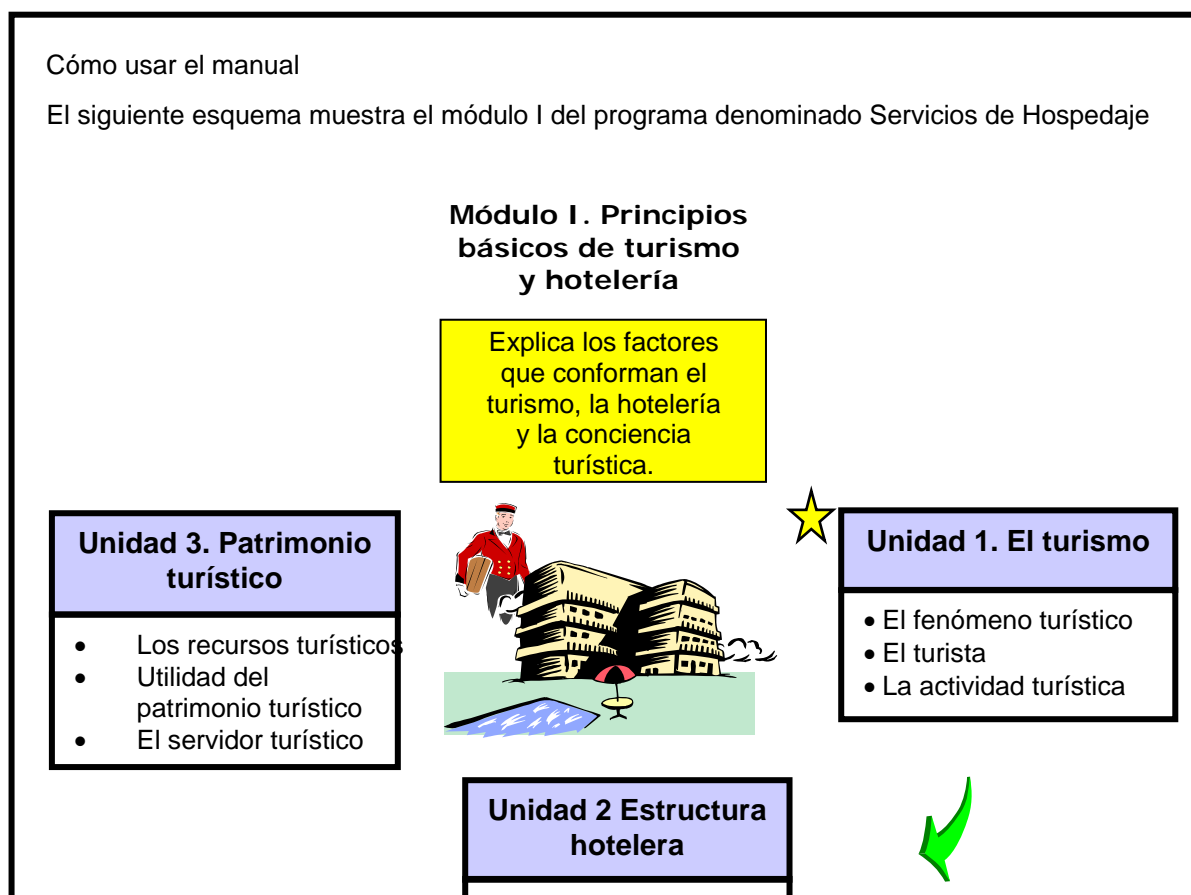 Cómo usar el manual
El siguiente esquema muestra el módulo I del programa denominado Servicios de Hospedaje
Módulo I. Principios
básicos de turismo
y hotelería
Explica los factores
que conforman el
turismo, la hotelería
y la conciencia
turística.
Unidad 3. Patrimonio
turístico
• Los recursos turísticos
• Utilidad del
patrimonio turístico
• El servidor turístico
Unidad 1. El turismo
• El fenómeno turístico
• El turista
• La actividad turística
Unidad 2 Estructura
hotelera